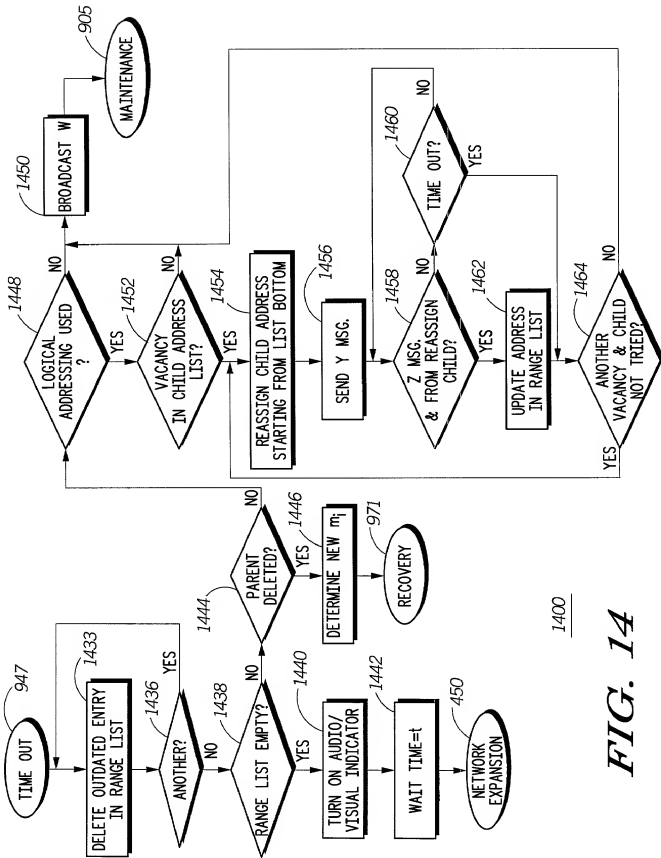 947
TIME OUT
1433
DELETE OUTDATED ENTRY
IN RANGE LIST
1436
ANOTHER?
YES
NO
1438
RANGE LIST EMPTY?
NO
YES
1440
TURN ON AUDIO/
VISUAL INDICATOR
1442
WAIT TIME=t
450
NETWORK
EXPANSION
1444
PARENT
DELETED?
NO
YES
1446
DETERMINE NEW mi
971
RECOVERY
1448
LOGICAL
ADDRESSING USED
?
NO
YES
1450
BROADCAST W
905
MAINTENANCE
1452
VACANCY
IN CHILD ADDRESS
LIST?
NO
YES
1454
REASSIGN CHILD ADDRESS
STARTING FROM LIST BOTTOM
1456
SEND Y MSG.
1458
Z MSG.
& FROM REASSIGN
CHILD?
NO
YES
1460
TIME OUT?
NO
YES
1462
UPDATE ADDRESS
IN RANGE LIST
1464
ANOTHER
VACANCY & CHILD
NOT TRIED?
NO
YES
1400
FIG. 14